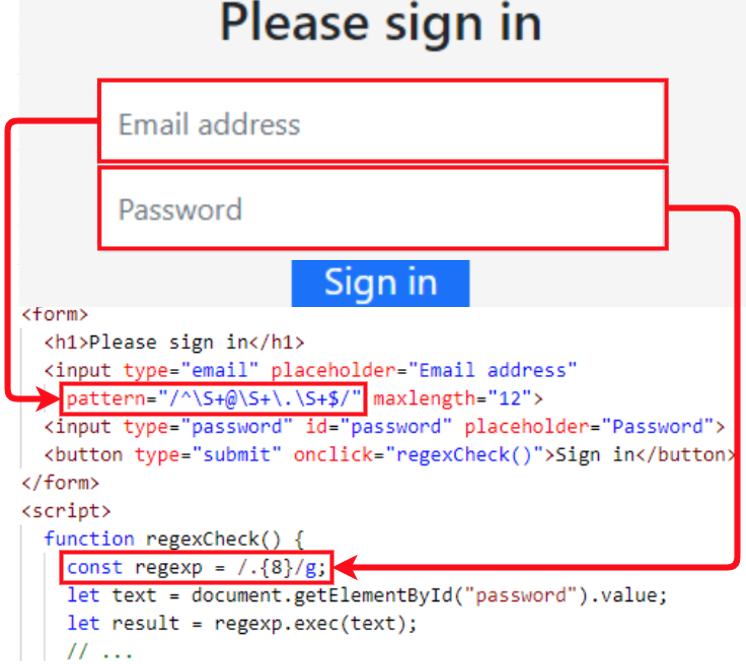 Please sign in
Email address
Password
Sign in
<form>
<h1>Please sign in</h1>
<input type="email" placeholder="Email address"
pattern="/^\S+@\S+\.\S+$/" maxlength="12">
<input type="password" id="password" placeholder="Password">
<button type="submit" onclick="regexCheck()">Sign in</button>
</form>
<script>
function regexCheck() {
const regexp = /.{8}/g;
let text = document.getElementById("password").value;
let result = regexp.exec(text);
// ...